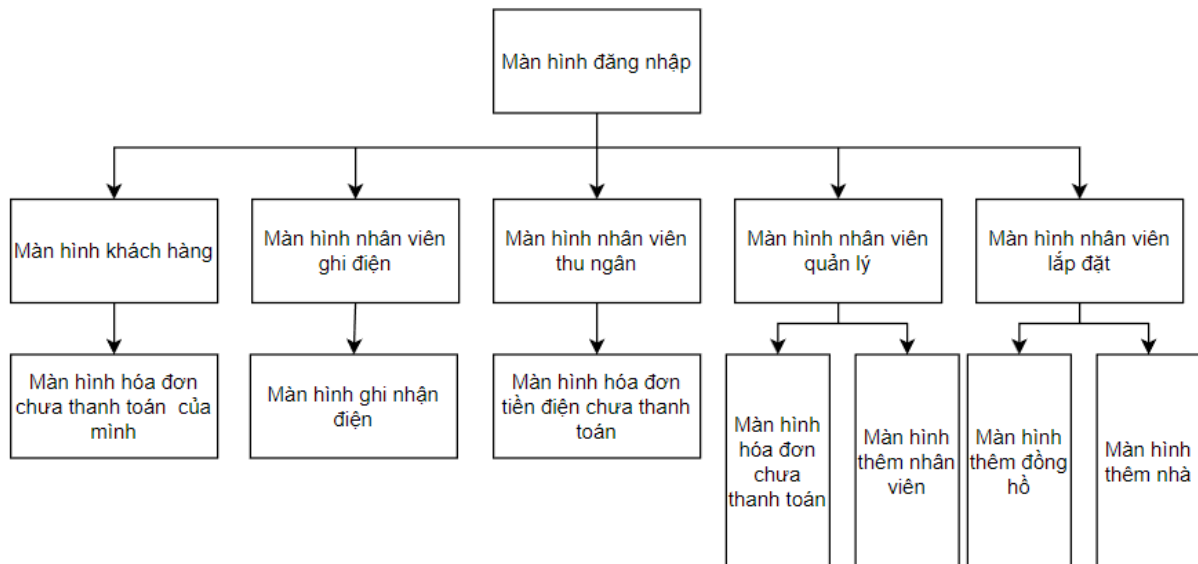 Màn hình đăng nhập
Màn hình khách hàng
Màn hình nhân viên
ghi điện
Màn hình nhân viên
thu ngân
Màn hình nhân viên
quản lý
Màn hình nhân viên
lắp đặt
Màn hình hóa đơn
chưa thanh toán của
mình
Màn hình ghi nhận
điện
Màn hình hóa đơn
tiền điện chưa thanh
toán
Màn hình
hóa đơn
chưa
thanh toán
Màn hình
thêm nhân
viên
Màn hình
thêm đồng
hồ
Màn hình
thêm nhà